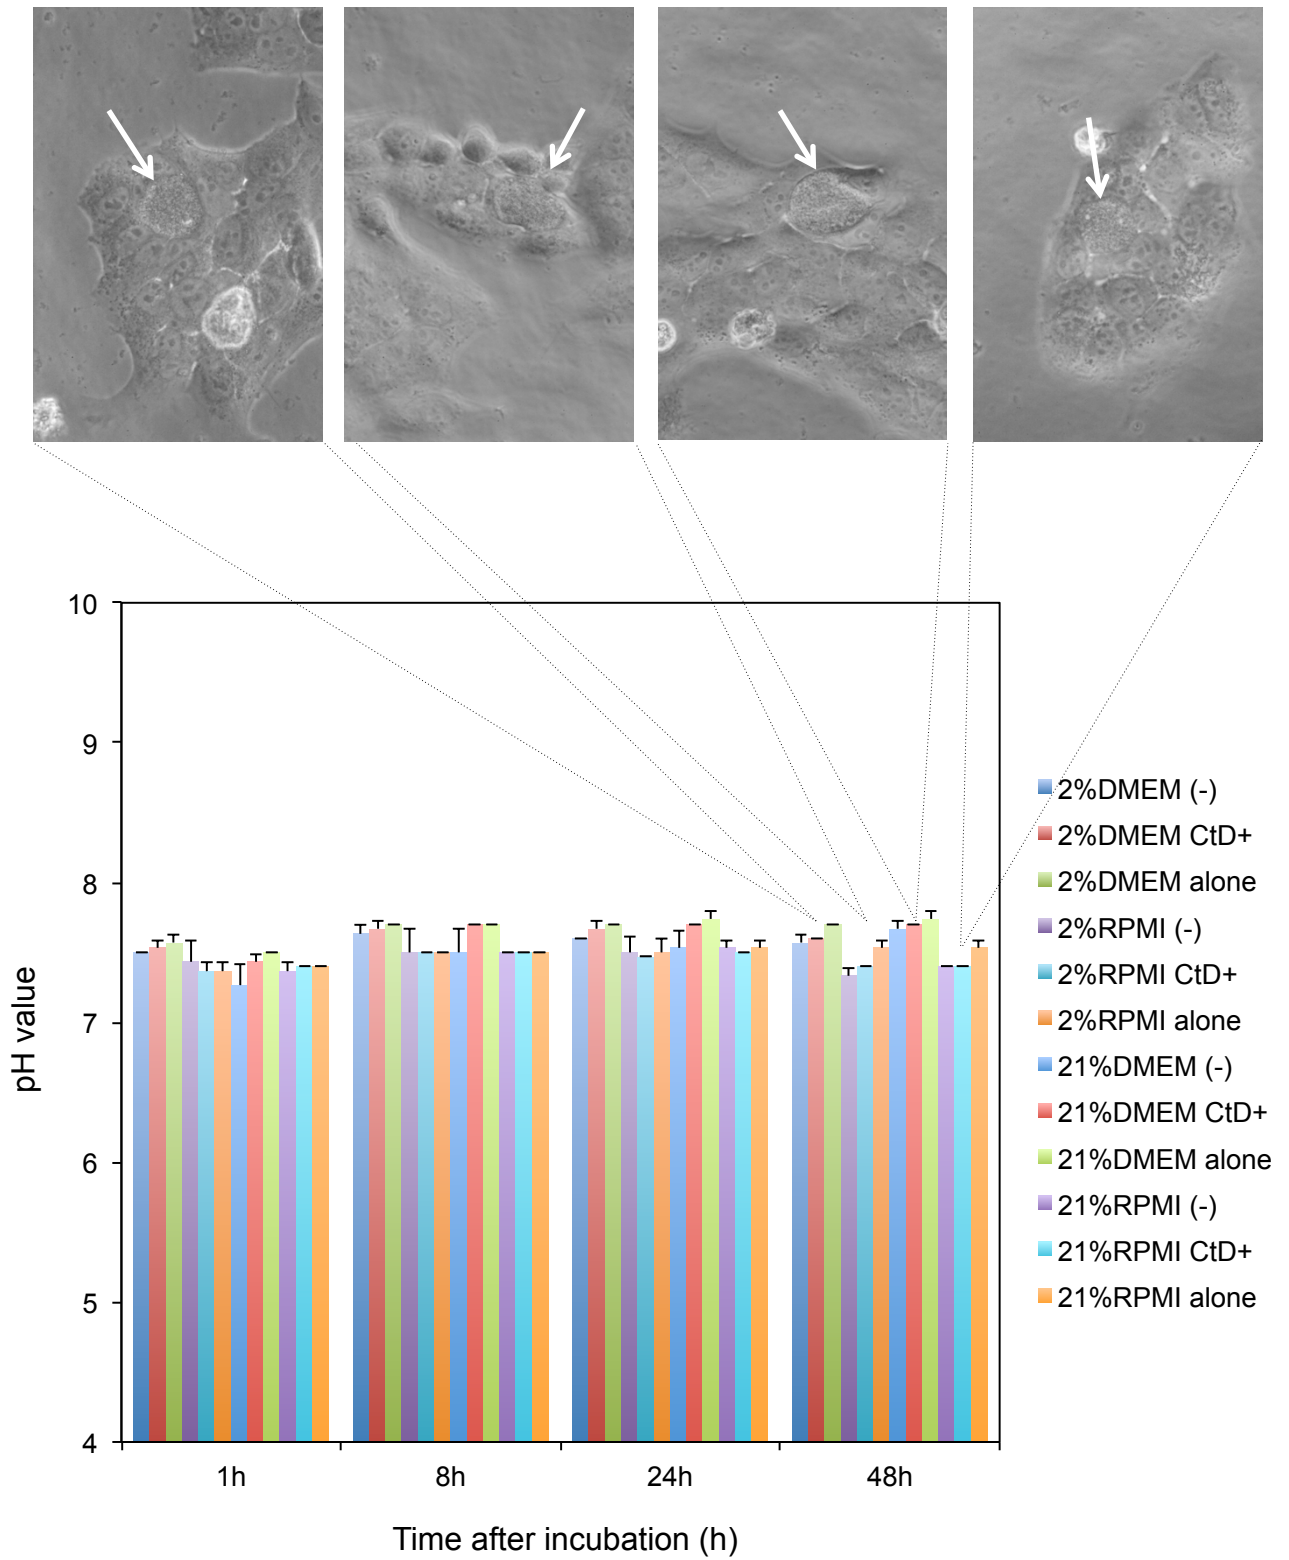 10
9
8
7
6
5
4
pH value
1h
8h
24h
48h
Time after incubation (h)
2%DMEM (-)
2%DMEM CtD+
2%DMEM alone
2%RPMI (-)
2%RPMI CtD+
2%RPMI alone
21%DMEM (-)
21%DMEM CtD+
21%DMEM alone
21%RPMI (-)
21%RPMI CtD+
21%RPMI alone